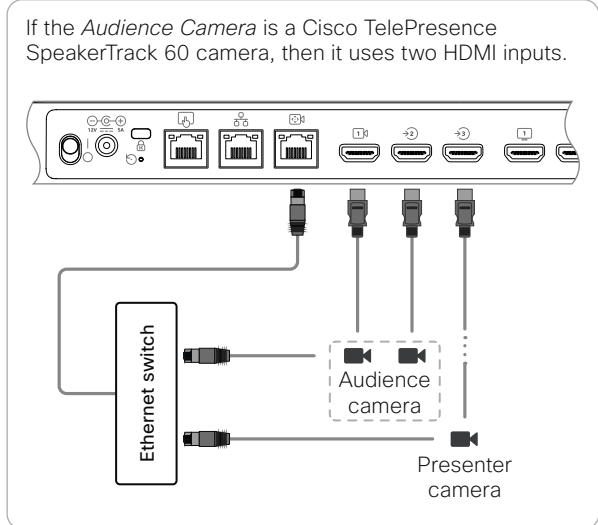 If the Audience Camera is a Cisco TelePresence
SpeakerTrack 60 camera, then it uses two HDMI inputs.
12V 5A
1 2 3 1
Ethernet switch
Audience
camera
Presenter
camera